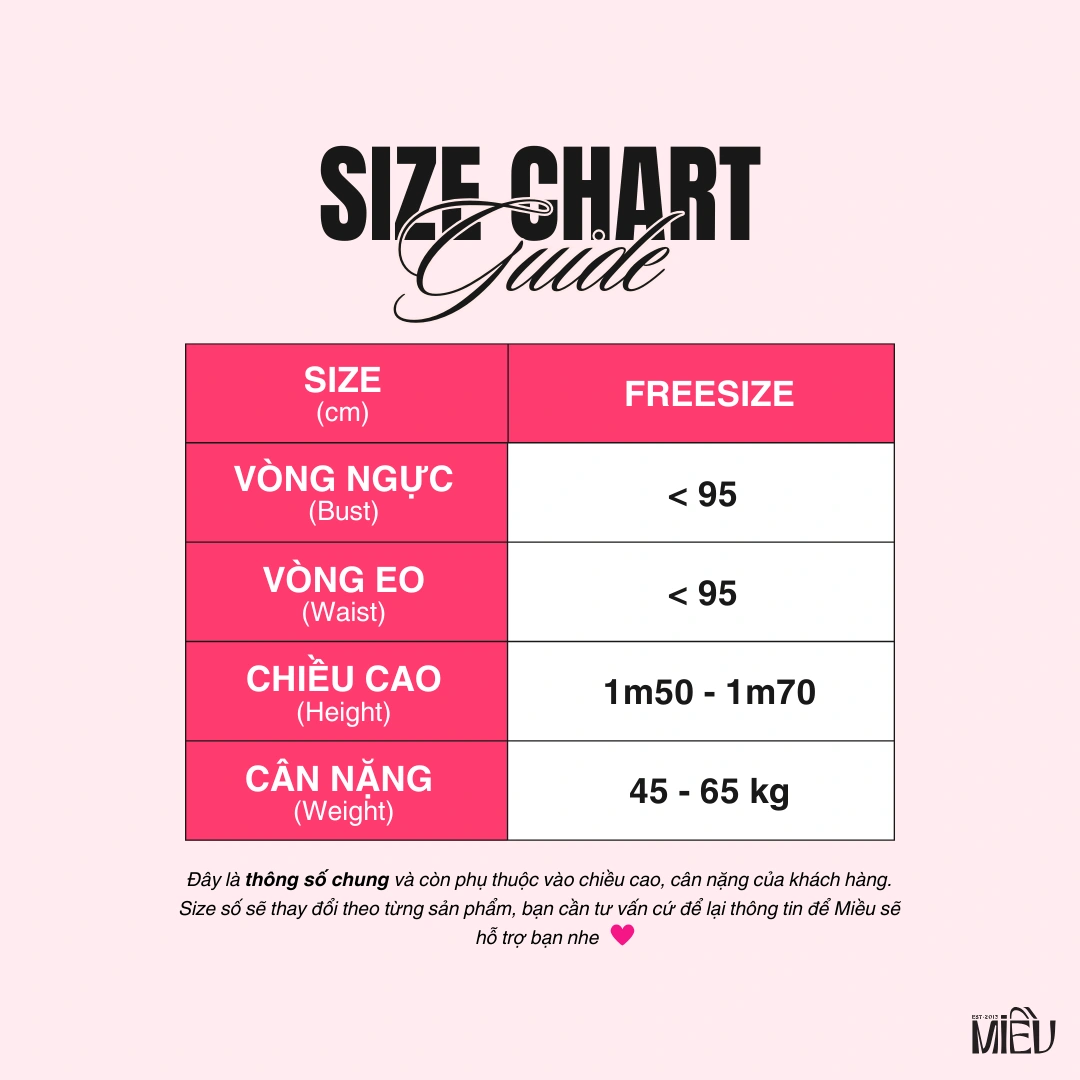 SIZE CHART
Guide
SIZE
(cm)
FREESIZE
VÒNG NGỰC
(Bust)
< 95
VÒNG EO
(Waist)
< 95
CHIỀU CAO
(Height)
1m50 - 1m70
CÂN NẶNG
(Weight)
45 - 65 kg
Đây là thông số chung và còn phụ thuộc vào chiều cao, cân nặng của khách hàng.
Size số sẽ thay đổi theo từng sản phẩm, bạn cần tư vấn cứ để lại thông tin để Miều sẽ
hỗ trợ bạn nhe
EST·2013
MIỀU